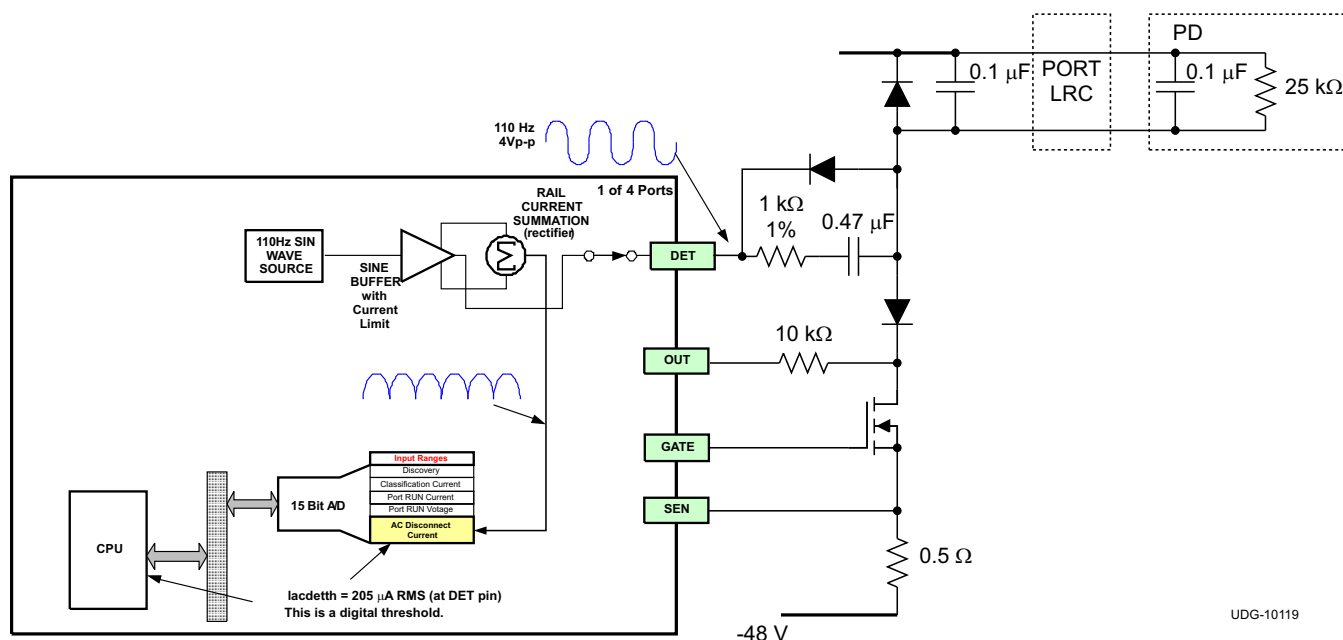 PD
0.1 μF
PORT
LRC
0.1 μF
25 kΩ
110 Hz
4Vp-p
1 of 4 Ports
RAIL
CURRENT
SUMMATION
(rectifier)
1 kΩ
1%
0.47 μF
110Hz SIN
WAVE
SOURCE
Σ
DET
SINE
BUFFER
with
Current
Limit
10 kΩ
OUT
GATE
Input Ranges
Discovery
Classification Current
Port RUN Current
Port RUN Votage
AC Disconnect
Current
15 Bit A/D
SEN
CPU
0.5 Ω
Iacdetth = 205 μA RMS (at DET pin)
This is a digital threshold.
-48 V
UDG-10119